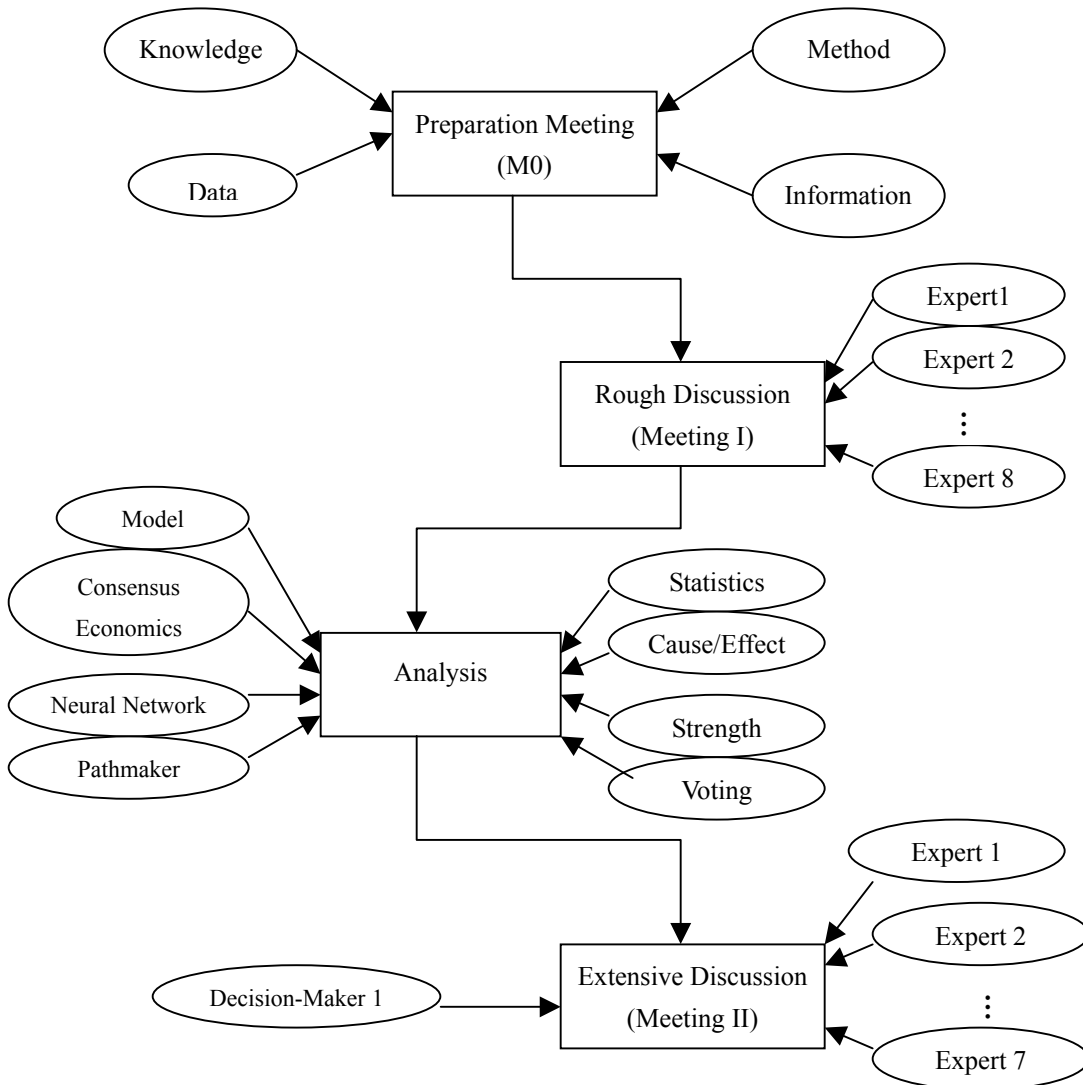 Knowledge
Method
Preparation Meeting
(M0)
Data
Information
Expert1
Expert 2
⋮
Expert 8
Rough Discussion
(Meeting I)
Model
Consensus
Economics
Neural Network
Pathmaker
Analysis
Statistics
Cause/Effect
Strength
Voting
Expert 1
Expert 2
⋮
Expert 7
Decision-Maker 1
Extensive Discussion
(Meeting II)